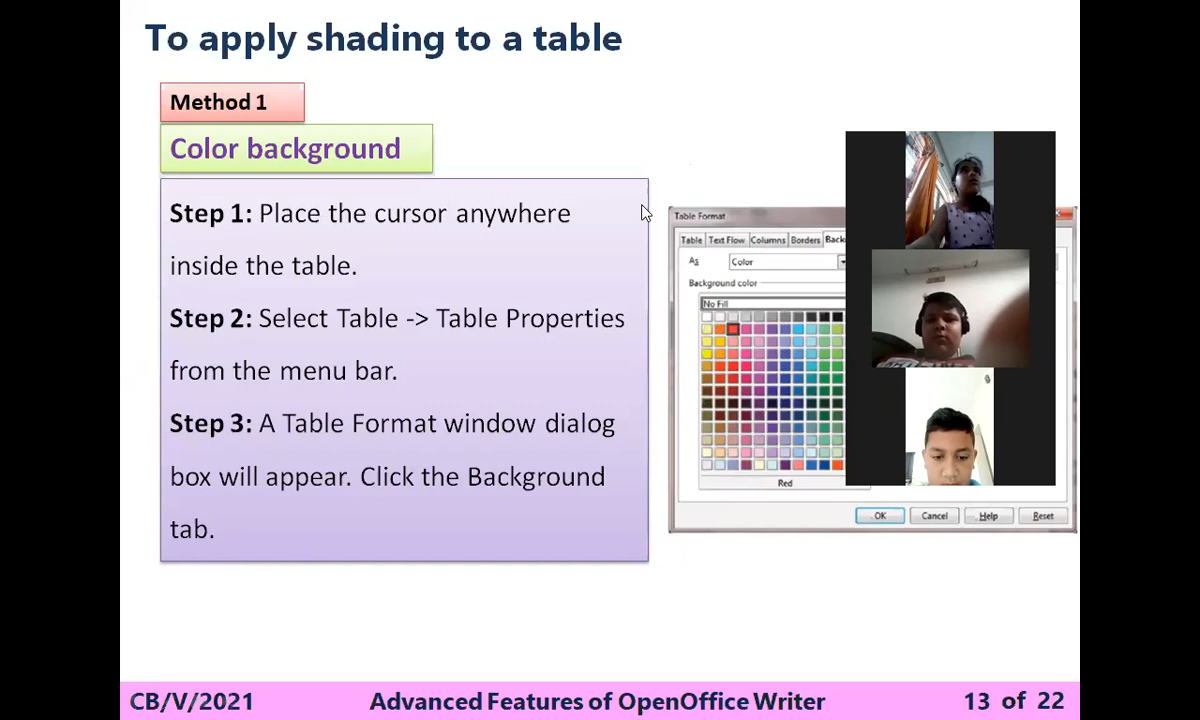 To apply shading to a table
Method 1
Color background
Step 1: Place the cursor anywhere
inside the table.
Step 2: Select Table -> Table Properties
from the menu bar.
Step 3: A Table Format window dialog
box will appear. Click the Background
tab.
Table Format
Table Text Flow Columns Borders Back
As Color
Background color
No Fill
Red
OK Cancel Help Reset
CB/V/2021 Advanced Features of OpenOffice Writer 13 of 22